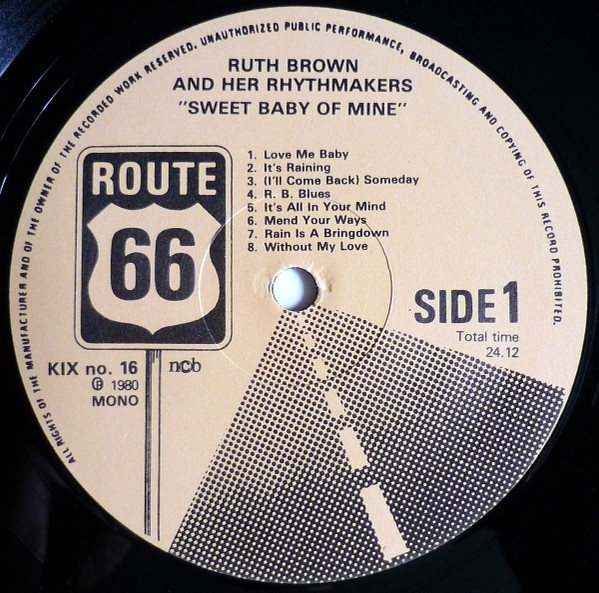 ALL RIGHTS OF THE MANUFACTURER AND OF THE OWNER OF THE RECORDED WORK RESERVED. UNAUTHORIZED PUBLIC PERFORMANCE, BROADCASTING AND COPYING OF THIS RECORD PROHIBITED.
RUTH BROWN
AND HER RHYTHMAKERS
"SWEET BABY OF MINE"
1. Love Me Baby
2. It's Raining
3. (I'll Come Back) Someday
4. R. B. Blues
5. It's All In Your Mind
6. Mend Your Ways
7. Rain Is A Bringdown
8. Without My Love
ROUTE
66
SIDE 1
Total time
24.12
KIX no. 16
℗ 1980
MONO
ncb